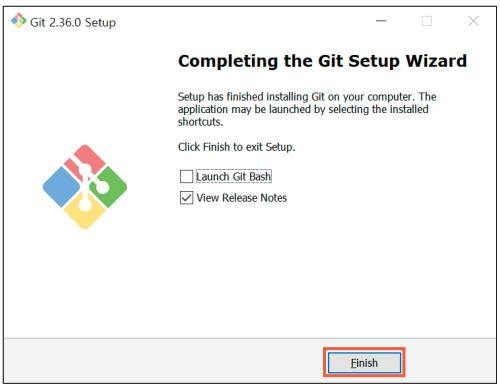 Git 2.36.0 Setup
Completing the Git Setup Wizard
Setup has finished installing Git on your computer. The
application may be launched by selecting the installed
shortcuts.
Click Finish to exit Setup.
Launch Git Bash
View Release Notes
Finish